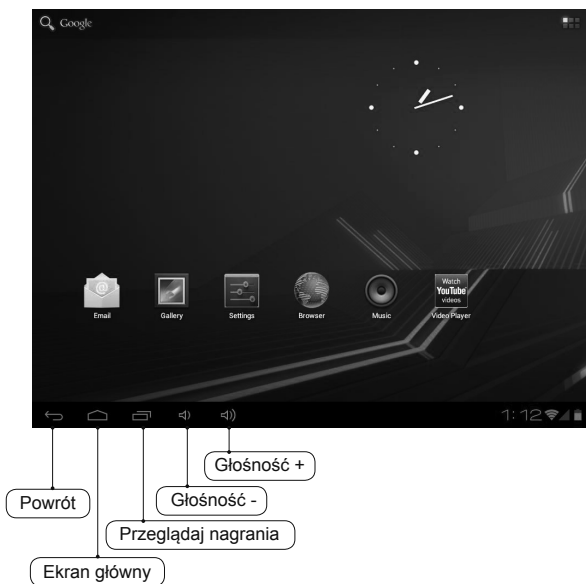 Google
Watch
YouTube
videos
Email
Gallery
Settings
Browser
Music
Video Player
1:12
Głośność +
Powrót
Głośność -
Przeglądaj nagrania
Ekran główny